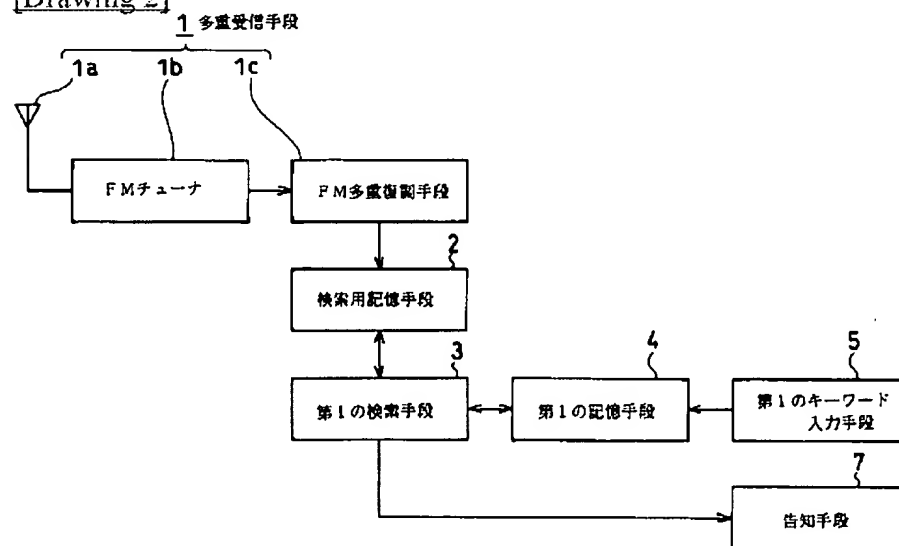 [Drawing 2]
1 多重受信手段
1a 1b 1c
FMチューナ
FM多重復調手段
2
検索用記憶手段
3
第1の検索手段
4
第1の記憶手段
5
第1のキーワード
入力手段
7
告知手段